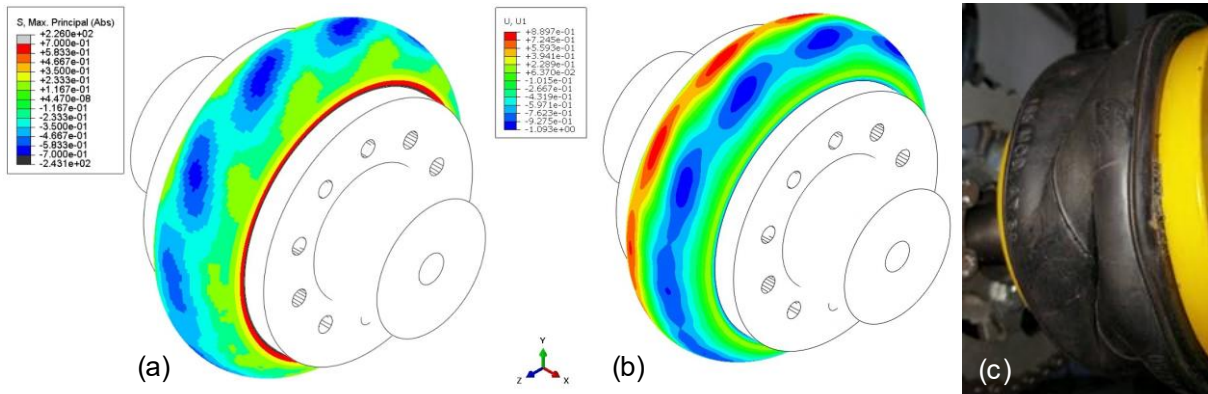 S, Max. Principal (Abs)
+2.260e+02
+7.000e-01
+5.833e-01
+4.667e-01
+3.500e-01
+2.333e-01
+1.167e-01
+4.470e-08
-1.167e-01
-2.333e-01
-3.500e-01
-4.667e-01
-5.833e-01
-7.000e-01
-2.431e+02
U, U1
+8.897e-01
+7.245e-01
+5.593e-01
+3.941e-01
+2.289e-01
+6.370e-02
-1.015e-01
-2.667e-01
-4.319e-01
-5.971e-01
-7.623e-01
-9.275e-01
-1.093e+00
Y
Z
X
(a)
(b)
(c)